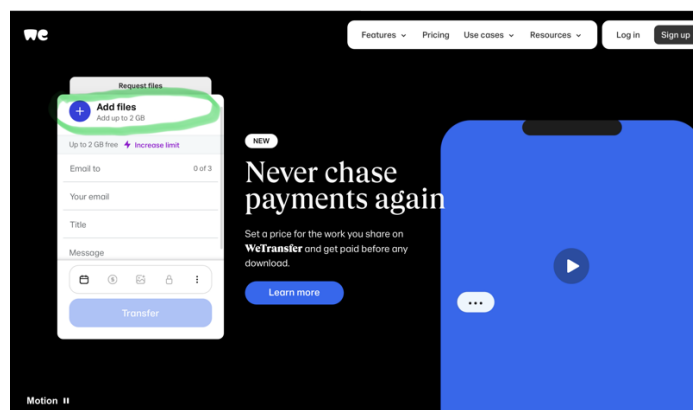 we
Features Pricing Use cases Resources Log in Sign up
Request files
Add files
Add up to 2 GB
Up to 2 GB free Increase limit
Email to 0 of 3
Your email
Title
Message
Transfer
NEW
Never chase
payments again
Set a price for the work you share on
WeTransfer and get paid before any
download.
Learn more
Motion